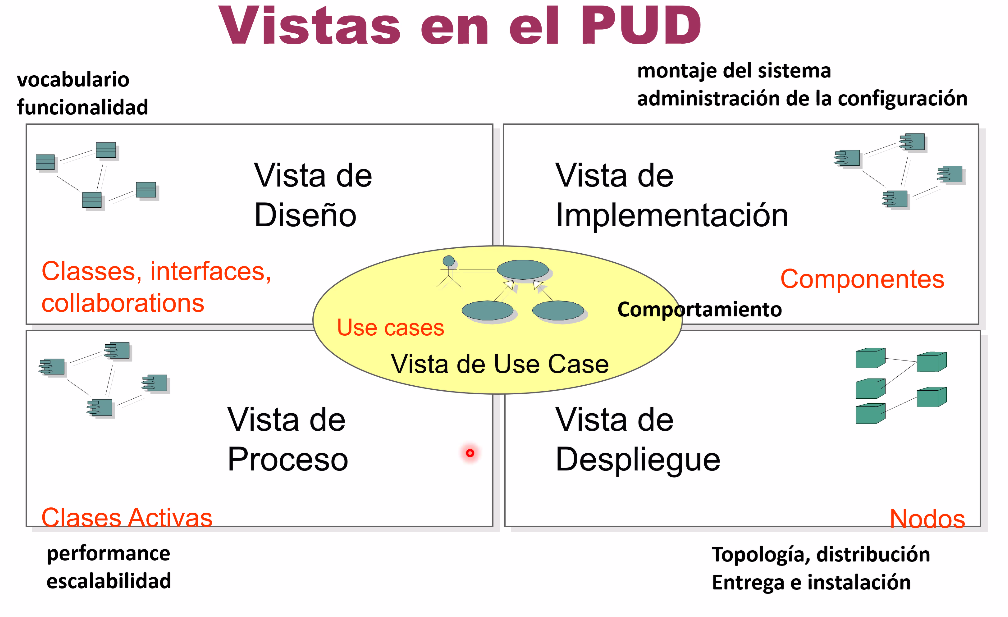 Vistas en el PUD
vocabulario
funcionalidad
montaje del sistema
administración de la configuración
Vista de
Diseño
Classes, interfaces,
collaborations
Vista de
Implementación
Componentes
Use cases
Comportamiento
Vista de Use Case
Vista de
Proceso
Clases Activas
Vista de
Despliegue
Nodos
performance
escalabilidad
Topología, distribución
Entrega e instalación